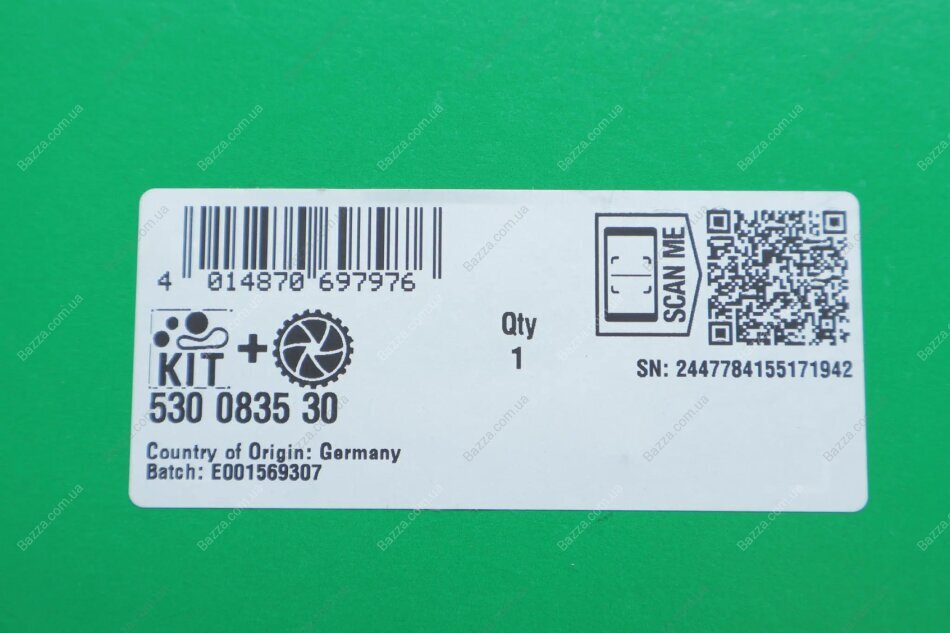 4 014870 697976
KIT +
530 0835 30
Country of Origin: Germany
Batch: E001569307
Qty
1
SCAN ME
SN: 2447784155171942
Bazza.com.ua